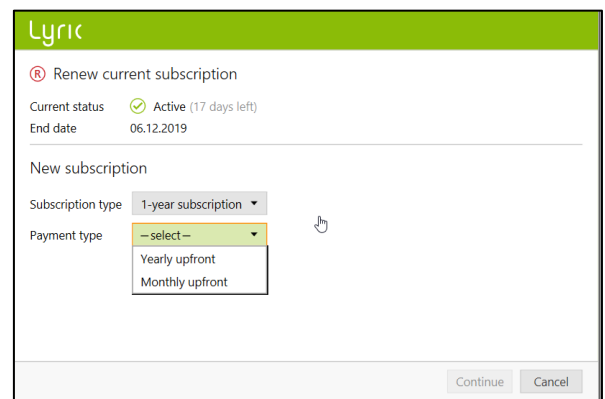 Lyric
R Renew current subscription
Current status Active (17 days left)
End date 06.12.2019
New subscription
Subscription type 1-year subscription
Payment type – select –
Yearly upfront
Monthly upfront
Continue Cancel